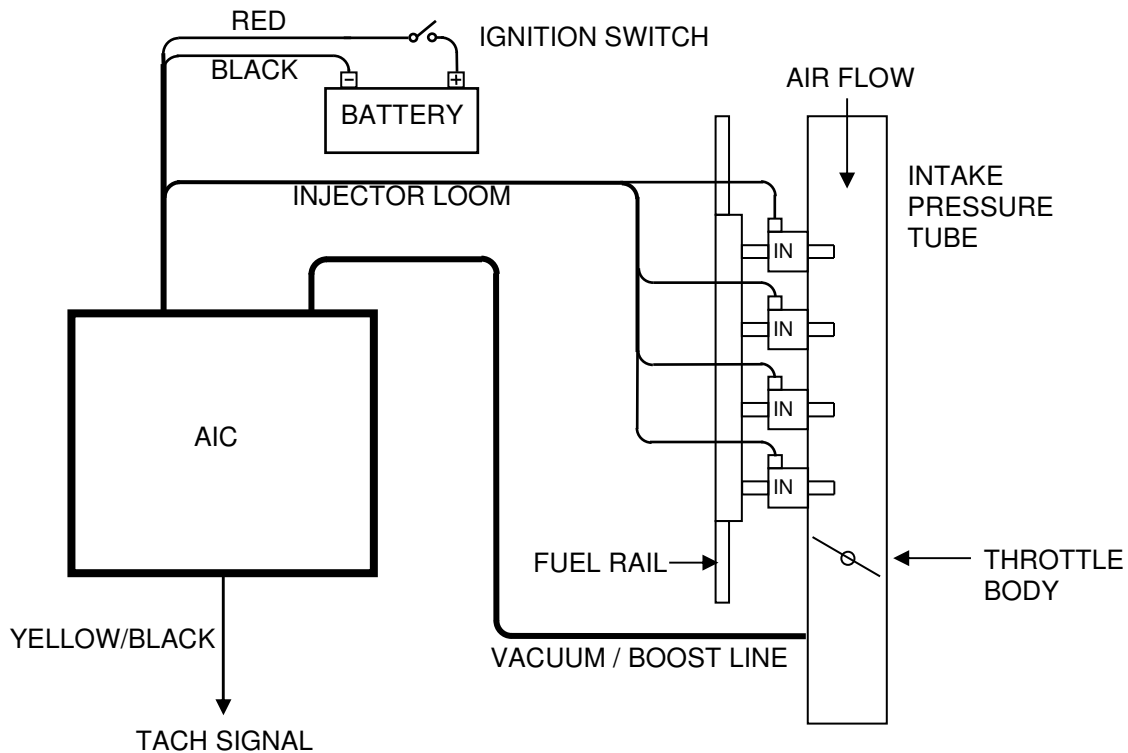 RED
IGNITION SWITCH
BLACK
AIR FLOW
−
+
BATTERY
INTAKE
PRESSURE
TUBE
INJECTOR LOOM
IN
IN
IN
IN
AIC
FUEL RAIL
THROTTLE
BODY
YELLOW/BLACK
VACUUM / BOOST LINE
TACH SIGNAL